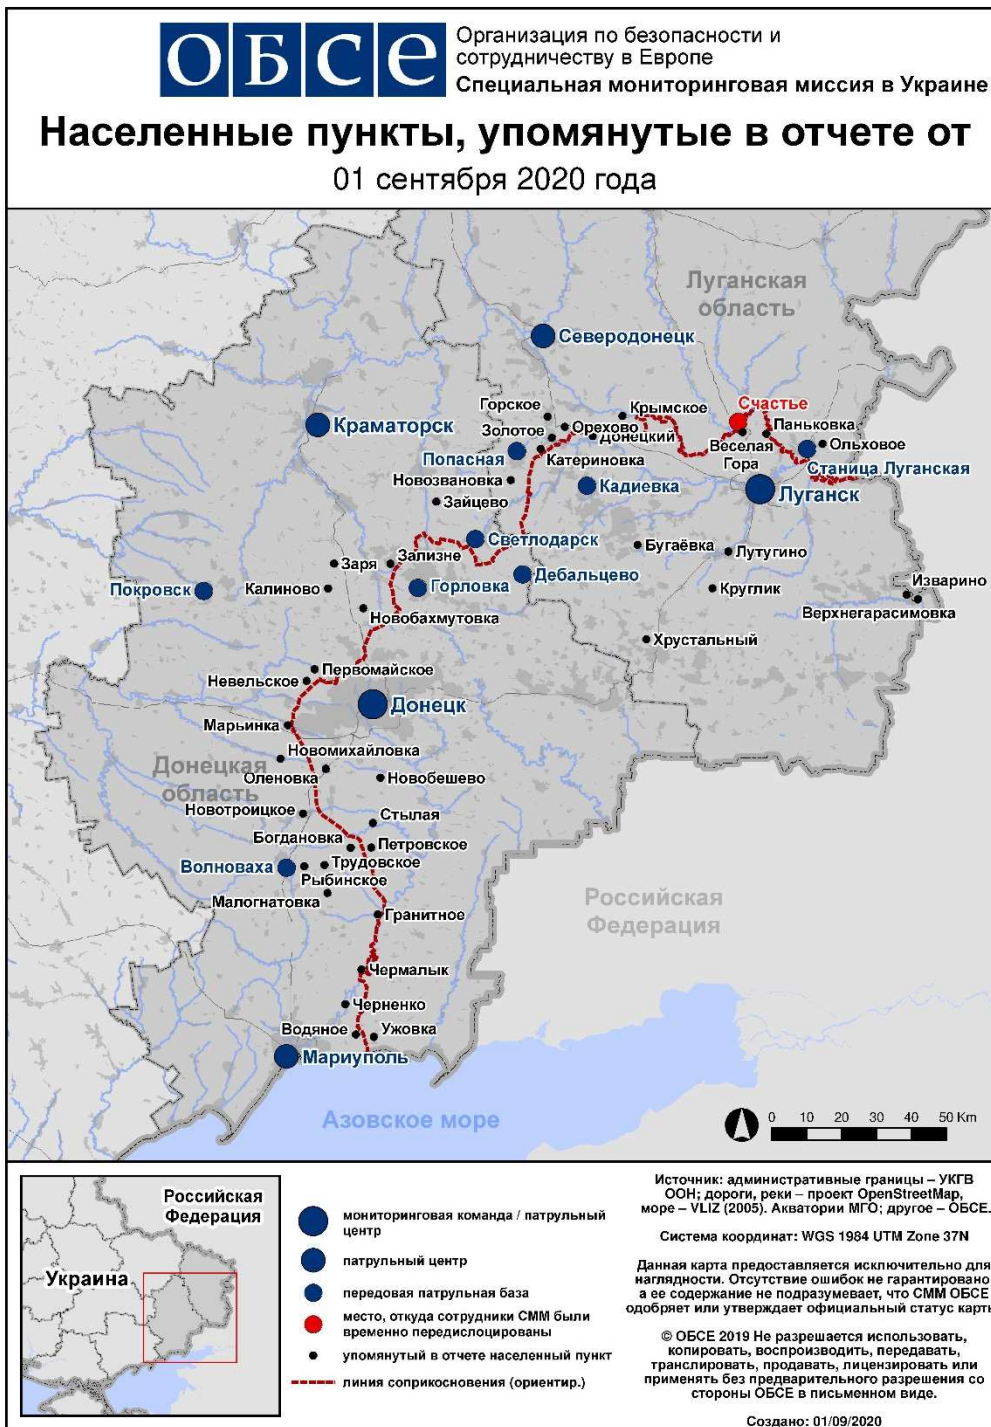 ОБСЕ
Организация по безопасности и
сотрудничеству в Европе
Специальная мониторинговая миссия в Украине
Населенные пункты, упомянутые в отчете от
01 сентября 2020 года
Луганская
область
Северодонецк
Счастье
Крымское
Горское
Орехово
Паньковка
Краматорск
Золотое
Донецкий
Веселая
Гора
Ольховое
Попасная
Катериновка
Станица Луганская
Новозвановка
Кадиевка
Луганск
Зайцево
Светлодарск
Бугаёвка
Лутугино
Зализне
Заря
Дебальцево
Изварино
Покровск
Калиново
Горловка
Круглик
Верхнегарасимовка
Новобахмутовка
Хрустальный
Первомайское
Невельское
Донецк
Марьинка
Новомихайловка
Донецкая
область
Оленовка
Новобешево
Новотроицкое
Стылая
Богдановка
Петровское
Волноваха
Трудовское
Рыбинское
Малогнатовка
Российская
Федерация
Гранитное
Чермалык
Черненко
Водяное
Ужовка
Мариуполь
Азовское море
0 10 20 30 40 50 Km
Российская
Федерация
Украина
мониторинговая команда / патрульный
центр
патрульный центр
передовая патрульная база
место, откуда сотрудники СММ были
временно передислоцированы
упомянутый в отчете населенный пункт
линия соприкосновения (ориентир.)
Источник: административные границы – УКГВ
ООН; дороги, реки – проект OpenStreetMap,
море – VLIZ (2005). Акватории МГО; другое – ОБСЕ.
Система координат: WGS 1984 UTM Zone 37N
Данная карта предоставляется исключительно для
наглядности. Отсутствие ошибок не гарантировано
а ее содержание не подразумевает, что СММ ОБСЕ
одобряет или утверждает официальный статус карт
© ОБСЕ 2019 Не разрешается использовать,
копировать, воспроизводить, передавать,
транслировать, продавать, лицензировать или
применять без предварительного разрешения со
стороны ОБСЕ в письменном виде.
Создано: 01/09/2020